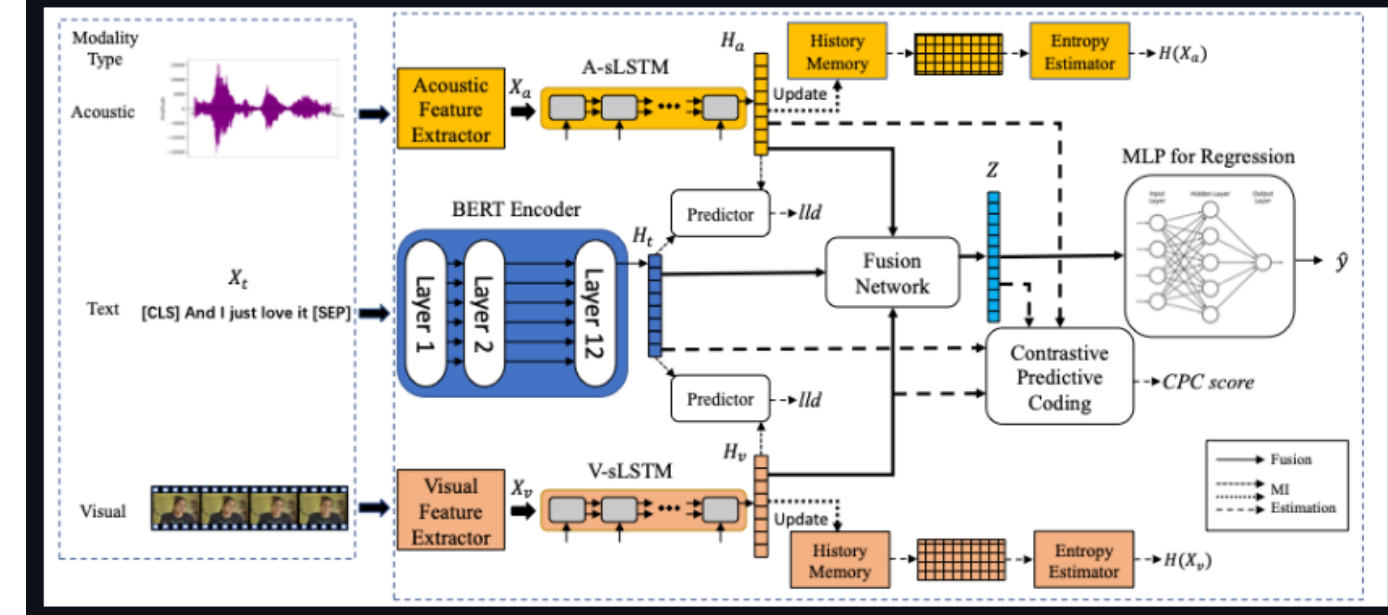 Modality
Type
Acoustic
Acoustic
Feature
Extractor
X_a
A-sLSTM
H_a
Update
History
Memory
Entropy
Estimator
H(X_a)
Predictor
lld
BERT Encoder
Layer 1
Layer 2
Layer 12
H_t
X_t
Text
[CLS] And I just love it [SEP]
Fusion
Network
Z
MLP for Regression
Input
Layer
Hidden Layer
Output
Layer
ŷ
Contrastive
Predictive
Coding
CPC score
Predictor
lld
Visual
Visual
Feature
Extractor
X_v
V-sLSTM
H_v
Update
History
Memory
Entropy
Estimator
H(X_v)
Fusion
MI
Estimation